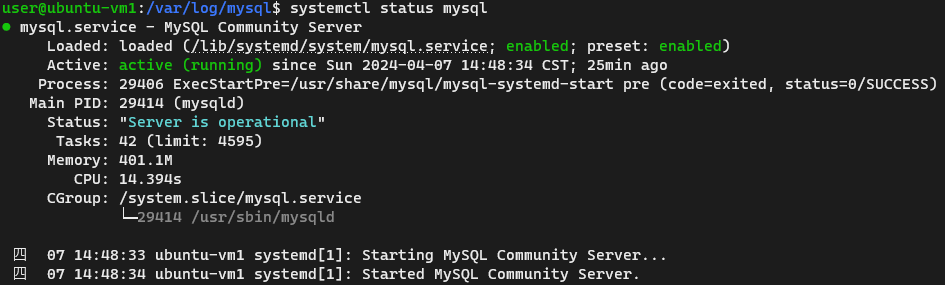 user@ubuntu-vm1:/var/log/mysql$ systemctl status mysql
● mysql.service - MySQL Community Server
     Loaded: loaded (/lib/systemd/system/mysql.service; enabled; preset: enabled)
     Active: active (running) since Sun 2024-04-07 14:48:34 CST; 25min ago
    Process: 29406 ExecStartPre=/usr/share/mysql/mysql-systemd-start pre (code=exited, status=0/SUCCESS)
   Main PID: 29414 (mysqld)
     Status: "Server is operational"
      Tasks: 42 (limit: 4595)
     Memory: 401.1M
        CPU: 14.394s
     CGroup: /system.slice/mysql.service
             └─29414 /usr/sbin/mysqld
四  07 14:48:33 ubuntu-vm1 systemd[1]: Starting MySQL Community Server...
四  07 14:48:34 ubuntu-vm1 systemd[1]: Started MySQL Community Server.